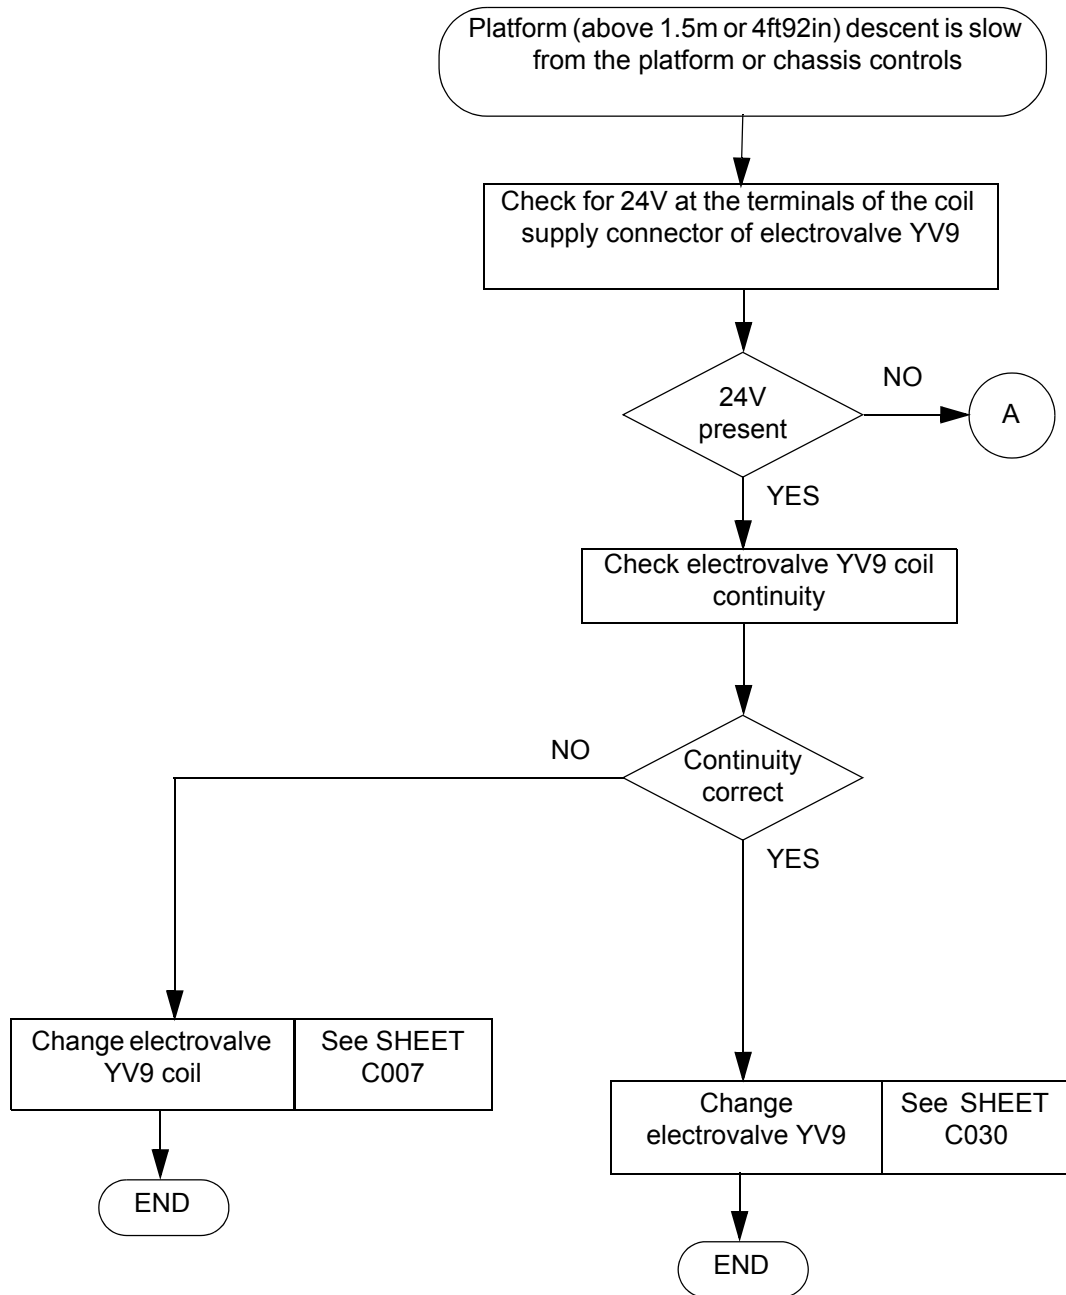 Platform (above 1.5m or 4ft92in) descent is slow
from the platform or chassis controls
Check for 24V at the terminals of the coil
supply connector of electrovalve YV9
24V
present
NO
A
YES
Check electrovalve YV9 coil
continuity
Continuity
correct
NO
YES
Change electrovalve
YV9 coil
See SHEET
C007
Change
electrovalve YV9
See SHEET
C030
END
END